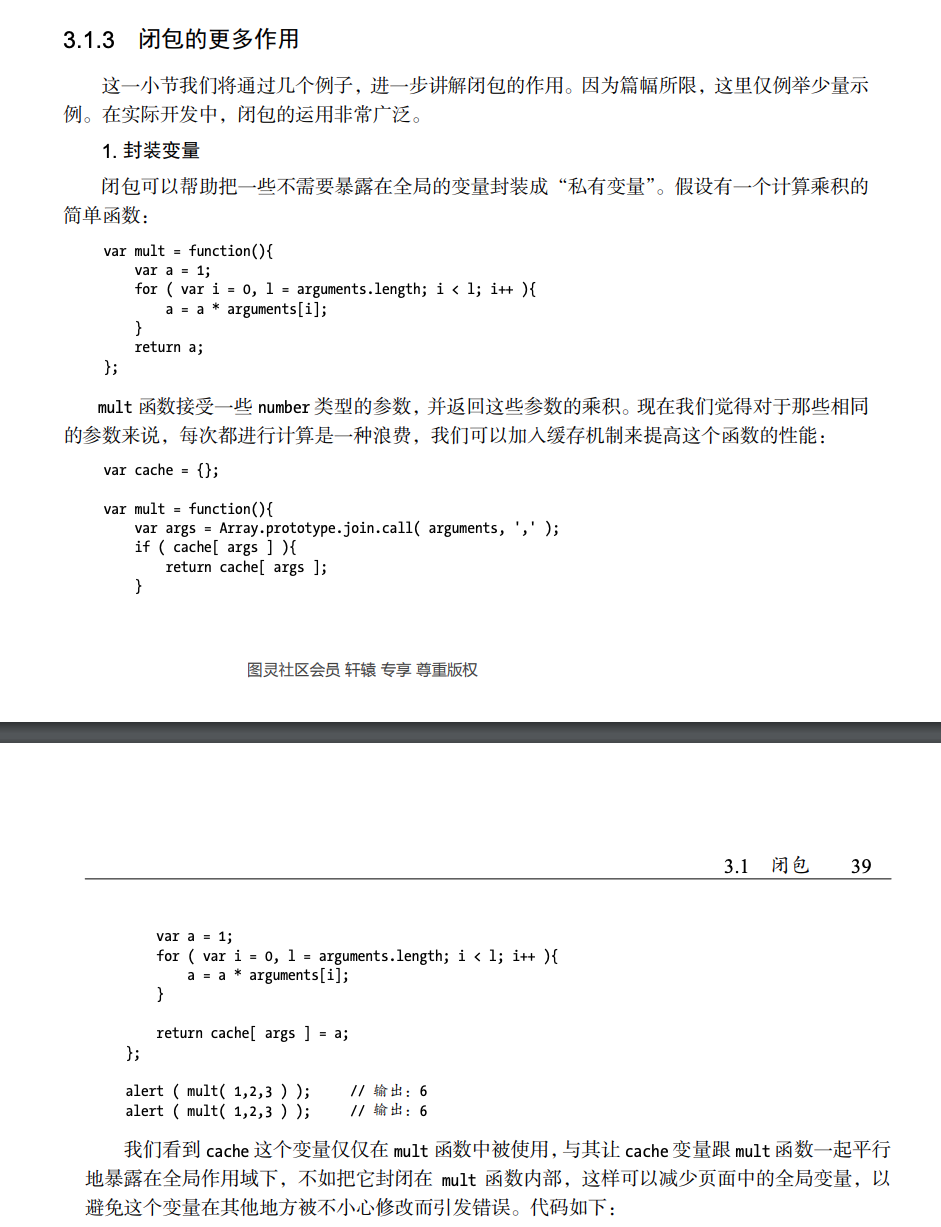 3.1.3 闭包的更多作用
这一小节我们将通过几个例子，进一步讲解闭包的作用。因为篇幅所限，这里仅例举少量示
例。在实际开发中，闭包的运用非常广泛。
1. 封装变量
闭包可以帮助把一些不需要暴露在全局的变量封装成“私有变量”。假设有一个计算乘积的
简单函数：
var mult = function(){
    var a = 1;
    for ( var i = 0, l = arguments.length; i < l; i++ ){
        a = a * arguments[i];
    }
    return a;
};
mult 函数接受一些 number 类型的参数，并返回这些参数的乘积。现在我们觉得对于那些相同
的参数来说，每次都进行计算是一种浪费，我们可以加入缓存机制来提高这个函数的性能：
var cache = {};
var mult = function(){
    var args = Array.prototype.join.call( arguments, ',' );
    if ( cache[ args ] ){
        return cache[ args ];
    }
图灵社区会员 轩辕 专享 尊重版权
3.1 闭包 39
    var a = 1;
    for ( var i = 0, l = arguments.length; i < l; i++ ){
        a = a * arguments[i];
    }
    return cache[ args ] = a;
};
alert ( mult( 1,2,3 ) ); // 输出：6
alert ( mult( 1,2,3 ) ); // 输出：6
我们看到 cache 这个变量仅仅在 mult 函数中被使用，与其让 cache 变量跟 mult 函数一起平行
地暴露在全局作用域下，不如把它封闭在 mult 函数内部，这样可以减少页面中的全局变量，以
避免这个变量在其他地方被不小心修改而引发错误。代码如下：